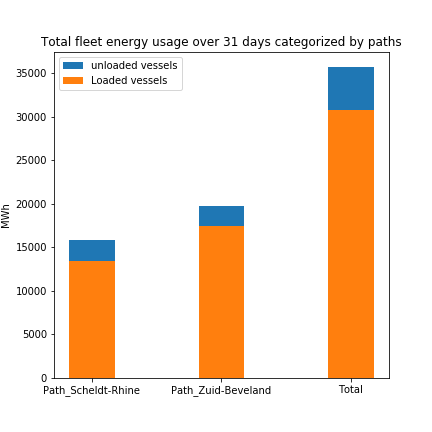 Total fleet energy usage over 31 days categorized by paths
unloaded vessels
Loaded vessels
35000
30000
25000
20000
15000
10000
5000
0
MWh
Path_Scheldt-Rhine Path_Zuid-Beveland Total